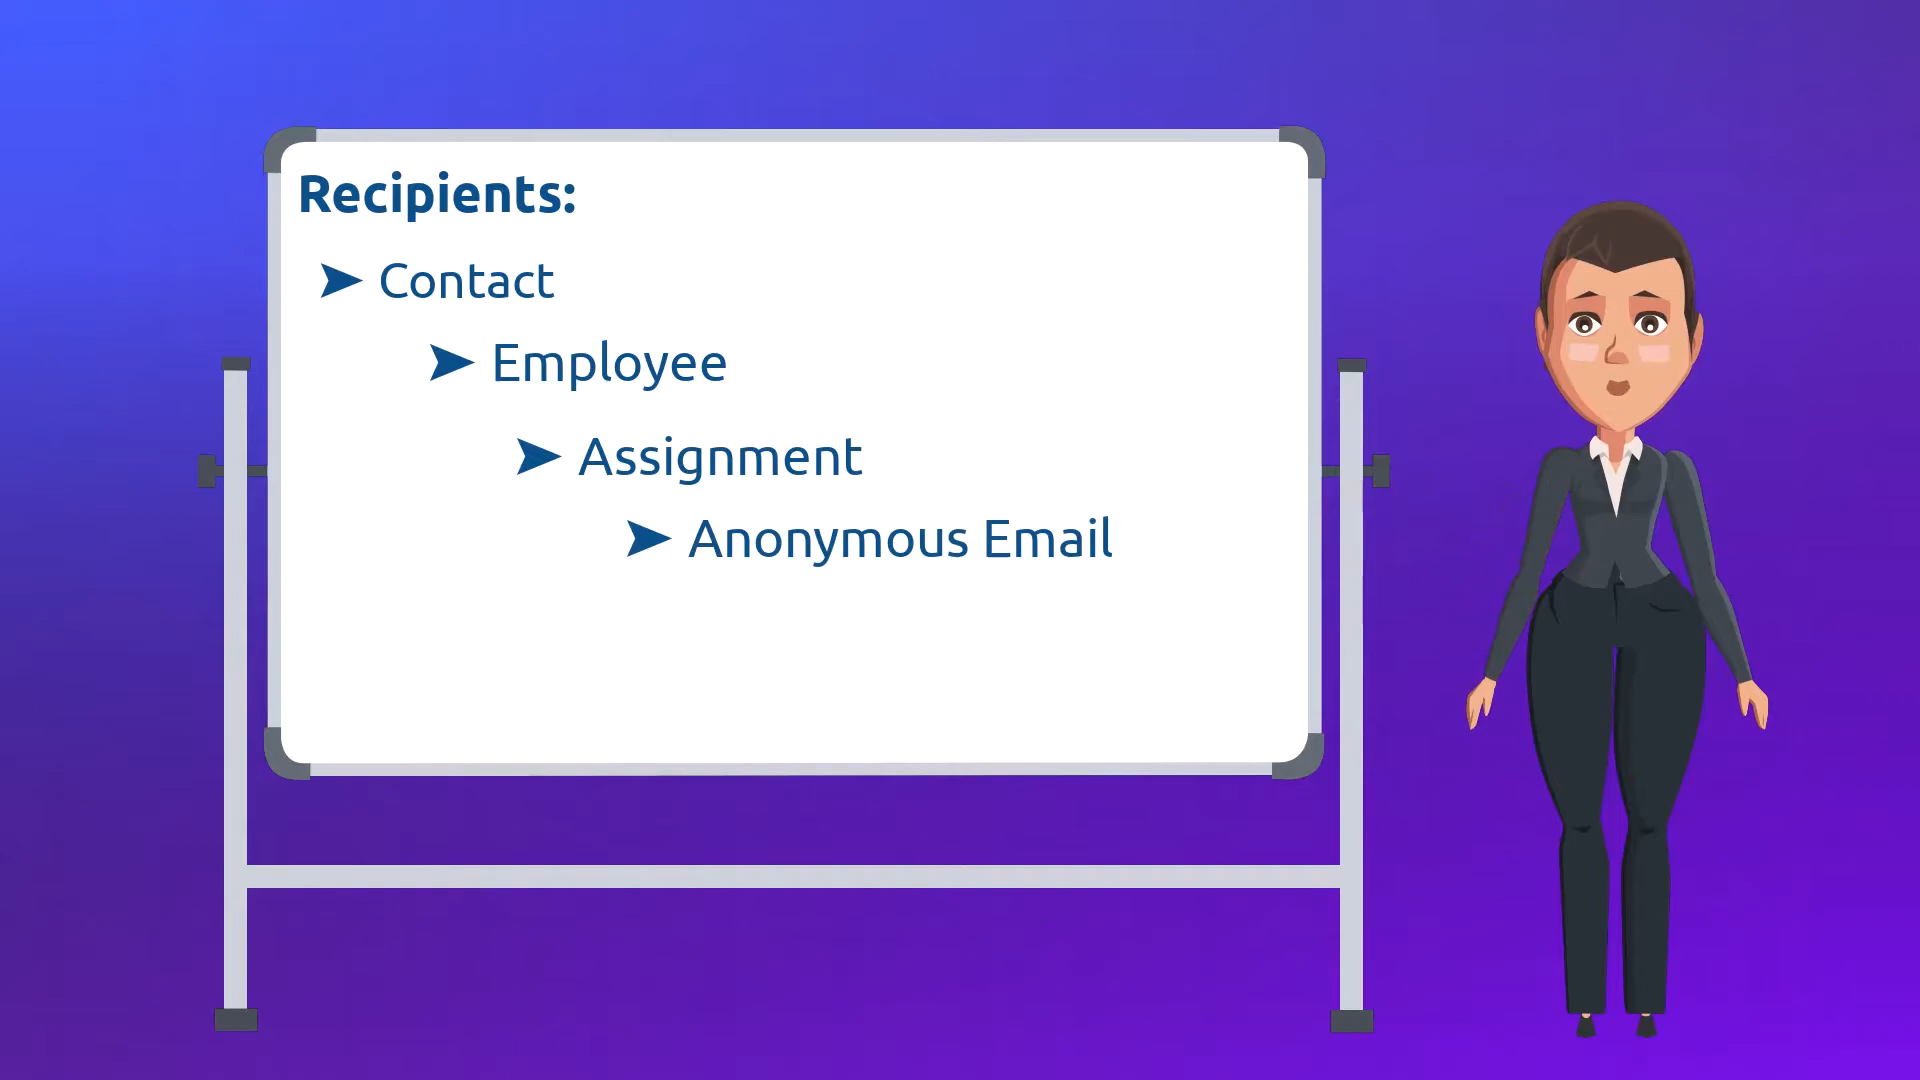 Recipients:
➤ Contact
➤ Employee
➤ Assignment
➤ Anonymous Email